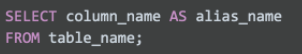 SELECT column_name AS alias_name
FROM table_name;